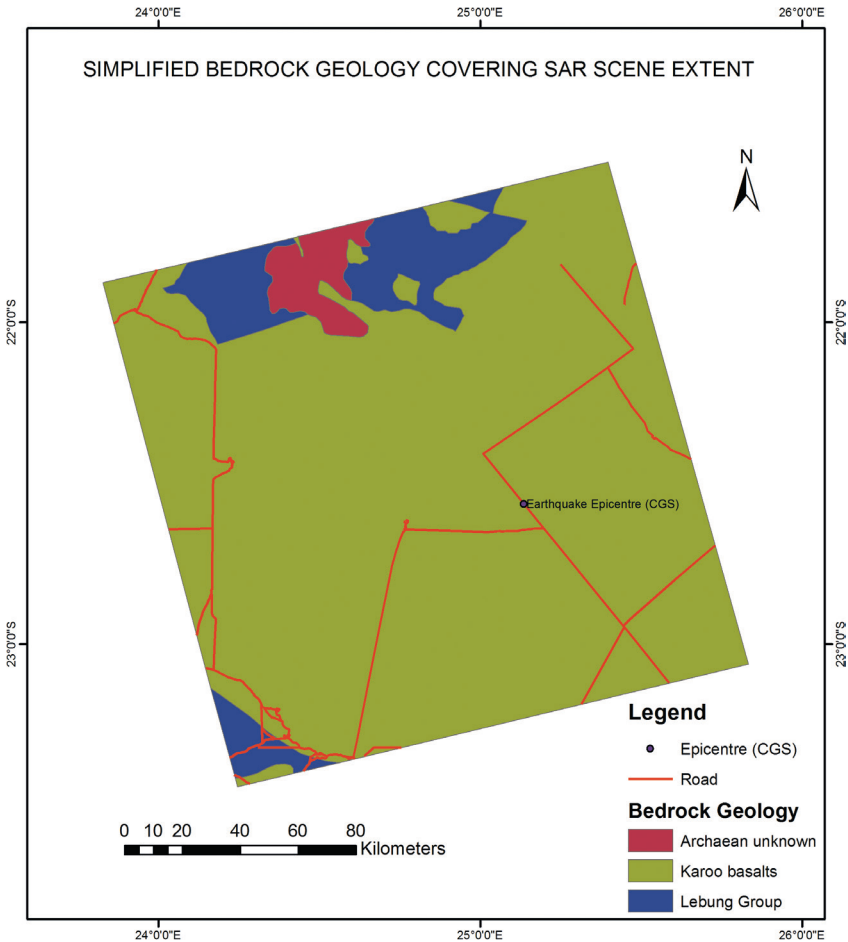 24°0'0"E 25°0'0"E 26°0'0"E
SIMPLIFIED BEDROCK GEOLOGY COVERING SAR SCENE EXTENT
N
22°0'0"S 22°0'0"S
Earthquake Epicentre (CGS)
23°0'0"S 23°0'0"S
Legend
Epicentre (CGS)
Road
Bedrock Geology
Archaean unknown
Karoo basalts
Lebung Group
0 10 20 40 60 80
Kilometers
24°0'0"E 25°0'0"E 26°0'0"E